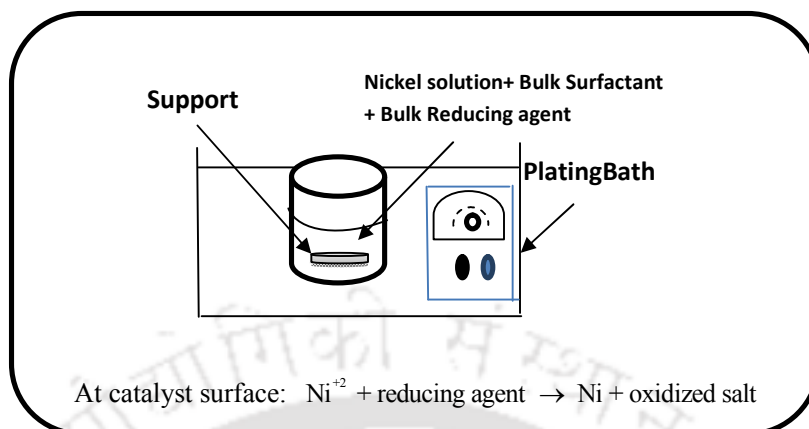 Support
Nickel solution+ Bulk Surfactant
+ Bulk Reducing agent
PlatingBath
At catalyst surface: Ni⁺² + reducing agent → Ni + oxidized salt